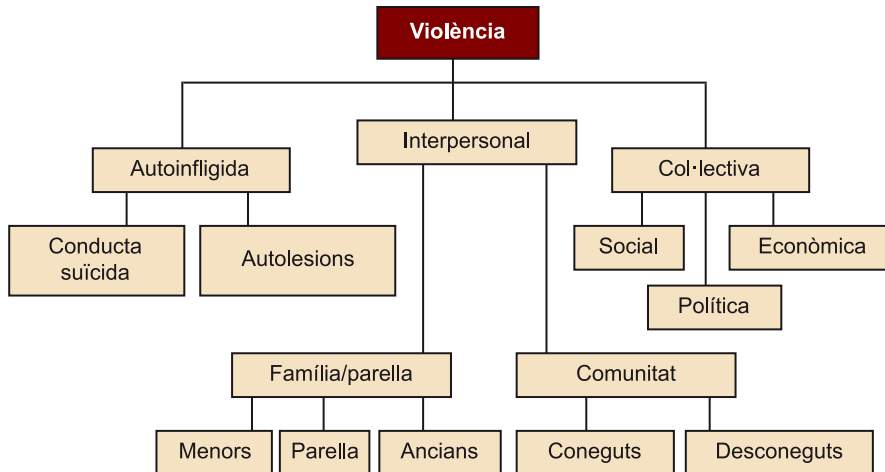 Violència
Interpersonal
Autoinfligida
Col·lectiva
Conducta
suïcida
Autolesions
Social
Econòmica
Política
Família/parella
Comunitat
Menors
Parella
Ancians
Coneguts
Desconeguts